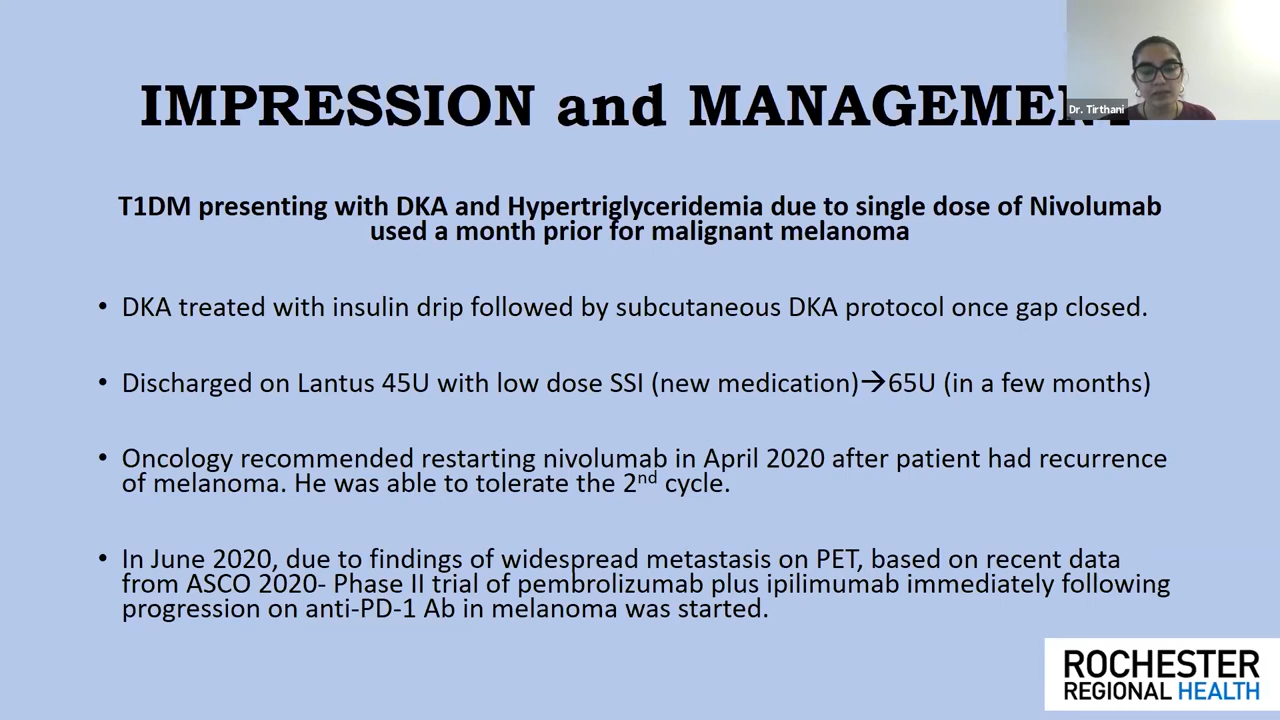 IMPRESSION and MANAGEMENT
Dr. Tirthani
T1DM presenting with DKA and Hypertriglyceridemia due to single dose of Nivolumab
used a month prior for malignant melanoma
• DKA treated with insulin drip followed by subcutaneous DKA protocol once gap closed.
• Discharged on Lantus 45U with low dose SSI (new medication)→65U (in a few months)
• Oncology recommended restarting nivolumab in April 2020 after patient had recurrence
of melanoma. He was able to tolerate the 2nd cycle.
• In June 2020, due to findings of widespread metastasis on PET, based on recent data
from ASCO 2020- Phase II trial of pembrolizumab plus ipilimumab immediately following
progression on anti-PD-1 Ab in melanoma was started.
ROCHESTER
REGIONAL HEALTH